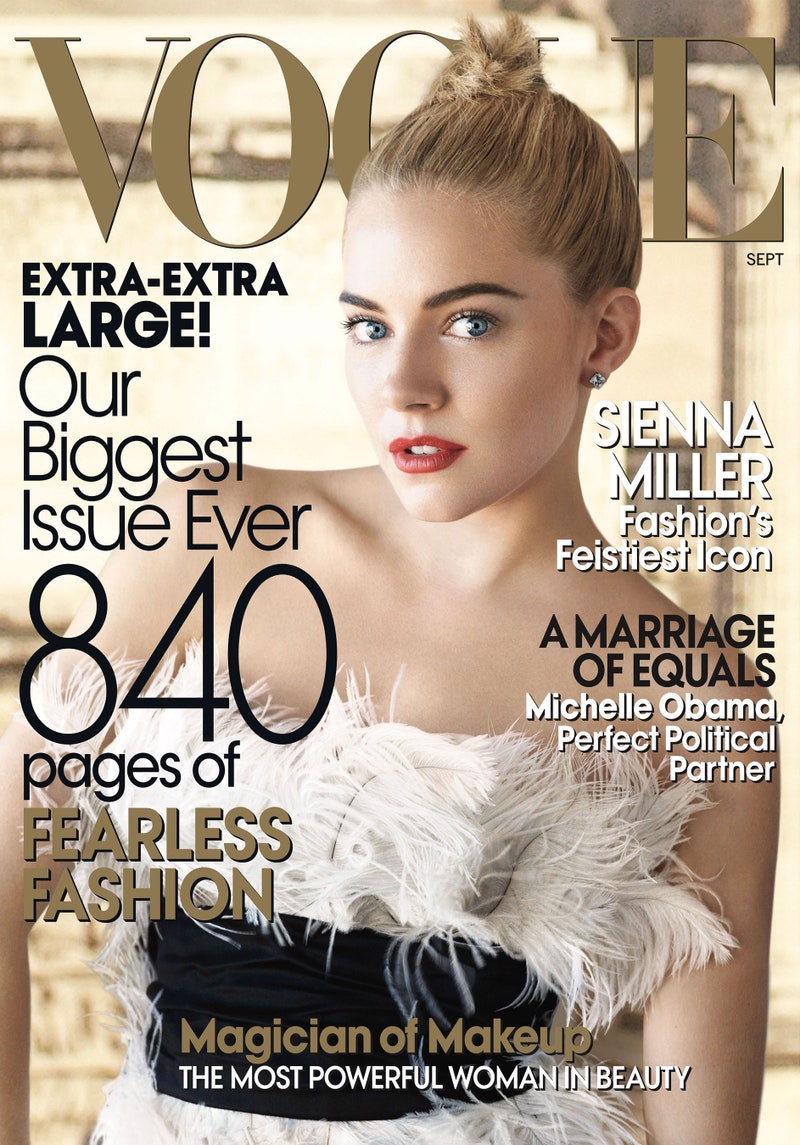 VOGUE
SEPT
EXTRA-EXTRA
LARGE!
Our
Biggest
Issue Ever
840
pages of
FEARLESS
FASHION
SIENNA
MILLER
Fashion's
Feistiest Icon
A MARRIAGE
OF EQUALS
Michelle Obama,
Perfect Political
Partner
Magician of Makeup
THE MOST POWERFUL WOMAN IN BEAUTY